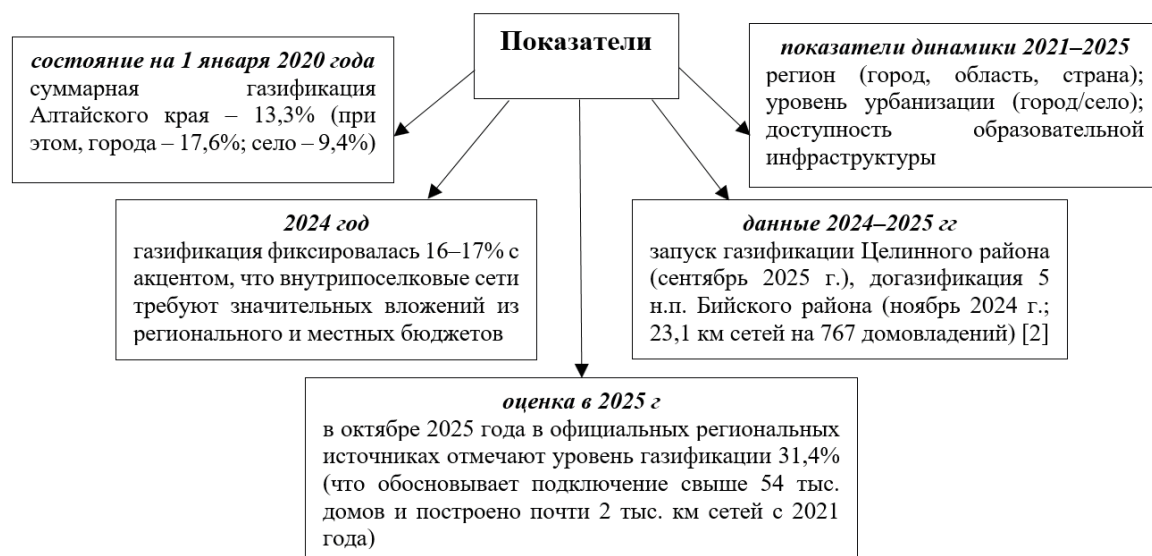 Показатели
состояние на 1 января 2020 года
суммарная газификация
Алтайского края – 13,3% (при
этом, города – 17,6%; село – 9,4%)
показатели динамики 2021–2025
регион (город, область, страна);
уровень урбанизации (город/село);
доступность образовательной
инфраструктуры
2024 год
газификация фиксировалась 16–17% с
акцентом, что внутрипоселковые сети
требуют значительных вложений из
регионального и местных бюджетов
данные 2024–2025 гг
запуск газификации Целинного района
(сентябрь 2025 г.), догазификация 5
н.п. Бийского района (ноябрь 2024 г.;
23,1 км сетей на 767 домовладений) [2]
оценка в 2025 г
в октябре 2025 года в официальных региональных
источниках отмечают уровень газификации 31,4%
(что обосновывает подключение свыше 54 тыс.
домов и построено почти 2 тыс. км сетей с 2021
года)